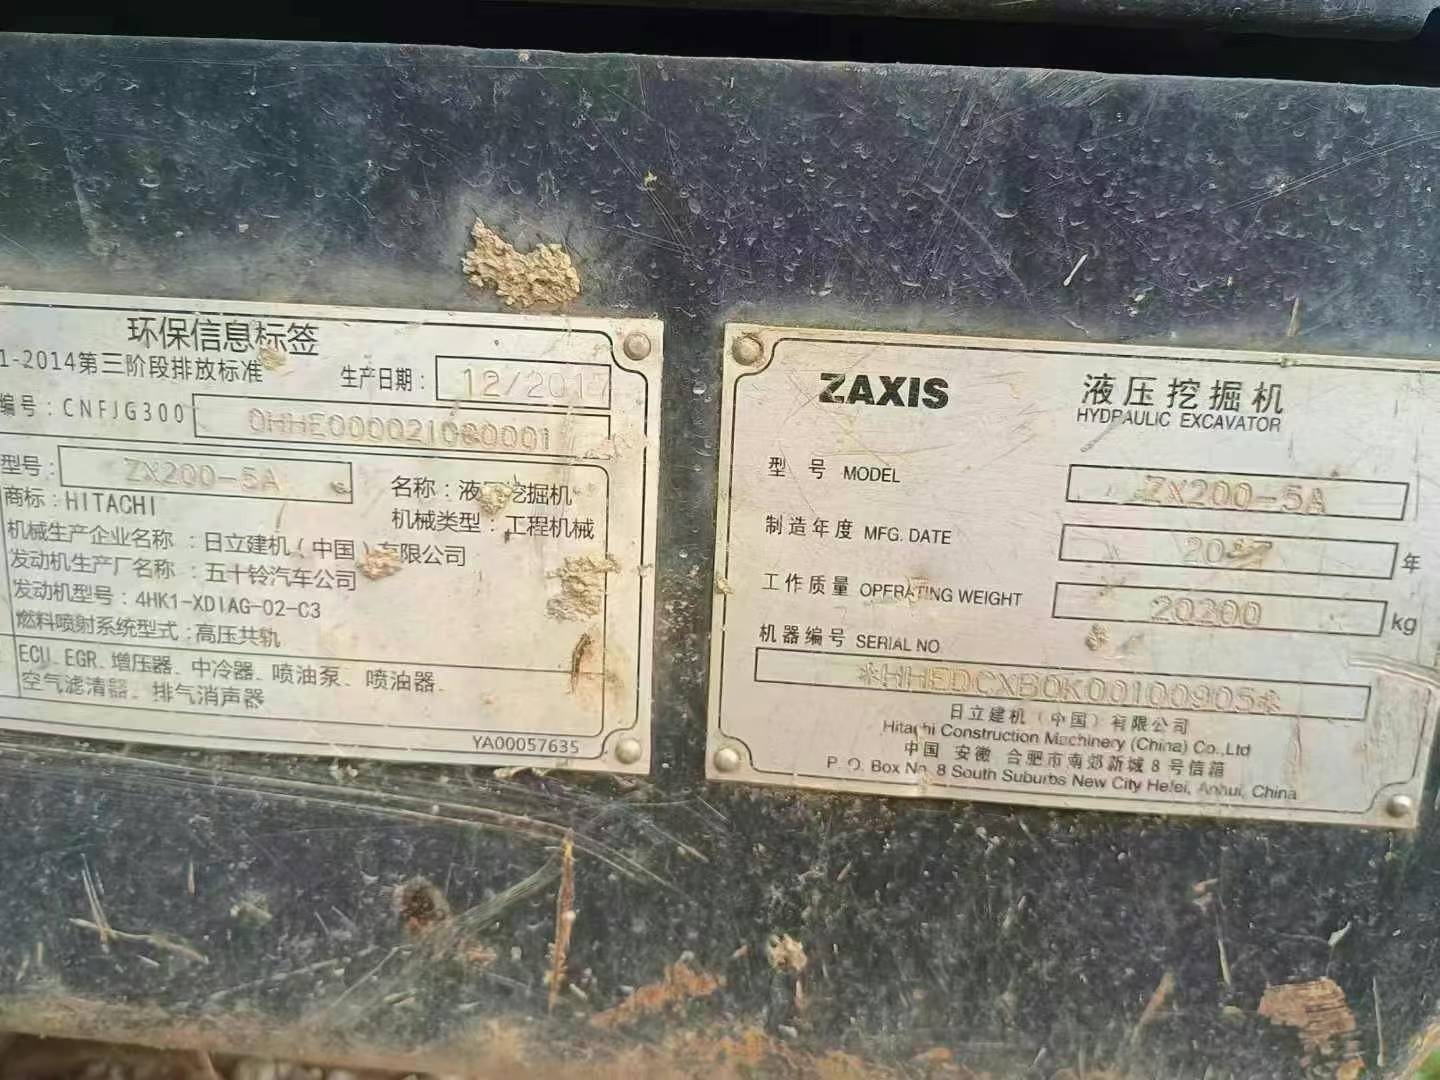 环保信息标签
1-2014第三阶段排放标准
生产日期: 12/2017
编号: CNFJG300 0HHE000021000001
型号: ZX200-5A
名称: 液压挖掘机
商标: HITACHI
机械类型: 工程机械
机械生产企业名称 : 日立建机(中国)有限公司
发动机生产厂名称 : 五十铃汽车公司
发动机型号: 4HK1-XDIAG-02-C3
燃料喷射系统型式: 高压共轨
ECU、EGR、增压器、中冷器、喷油泵、喷油器、
空气滤清器、排气消声器
YA00057635
ZAXIS
液压挖掘机
HYDRAULIC EXCAVATOR
型号 MODEL ZX200-5A
制造年度 MFG. DATE 2017 年
工作质量 OPERATING WEIGHT 20200 kg
机器编号 SERIAL NO
*HHEDCXB0K00100905*
日立建机(中国)有限公司
Hitachi Construction Machinery (China) Co.,Ltd
中国 安徽 合肥市南郊新城8号信箱
P. O. Box No. 8 South Suburbs New City Hefei, Anhui, China